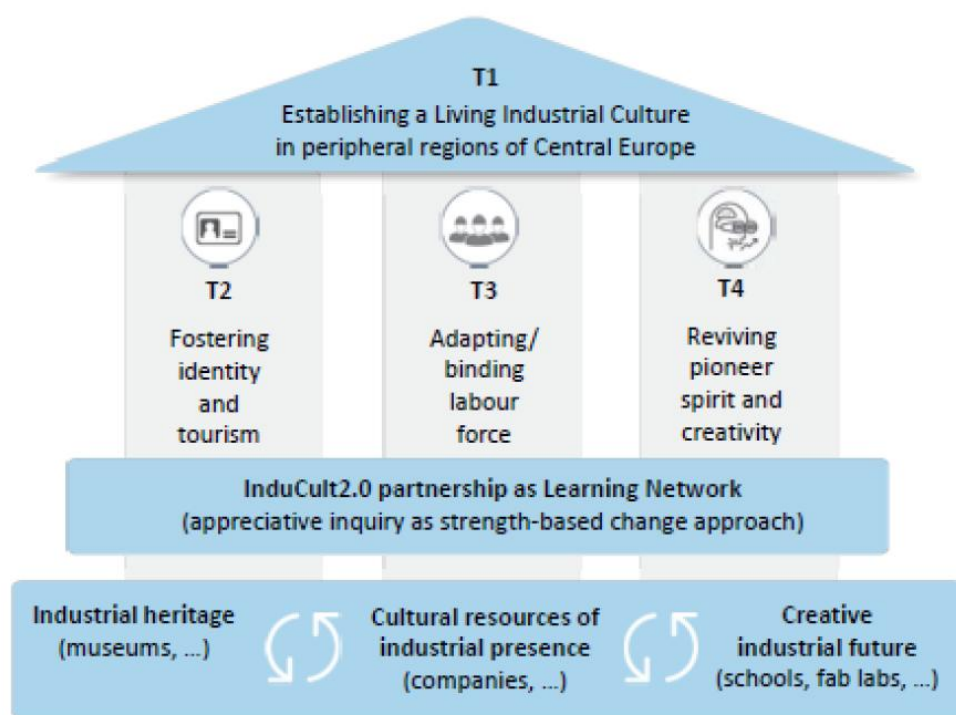 T1
Establishing a Living Industrial Culture
in peripheral regions of Central Europe
T2
Fostering
identity
and
tourism
T3
Adapting/
binding
labour
force
T4
Reviving
pioneer
spirit and
creativity
InduCult2.0 partnership as Learning Network
(appreciative inquiry as strength-based change approach)
Industrial heritage
(museums, ...)
Cultural resources of
industrial presence
(companies, ...)
Creative
industrial future
(schools, fab labs, ...)